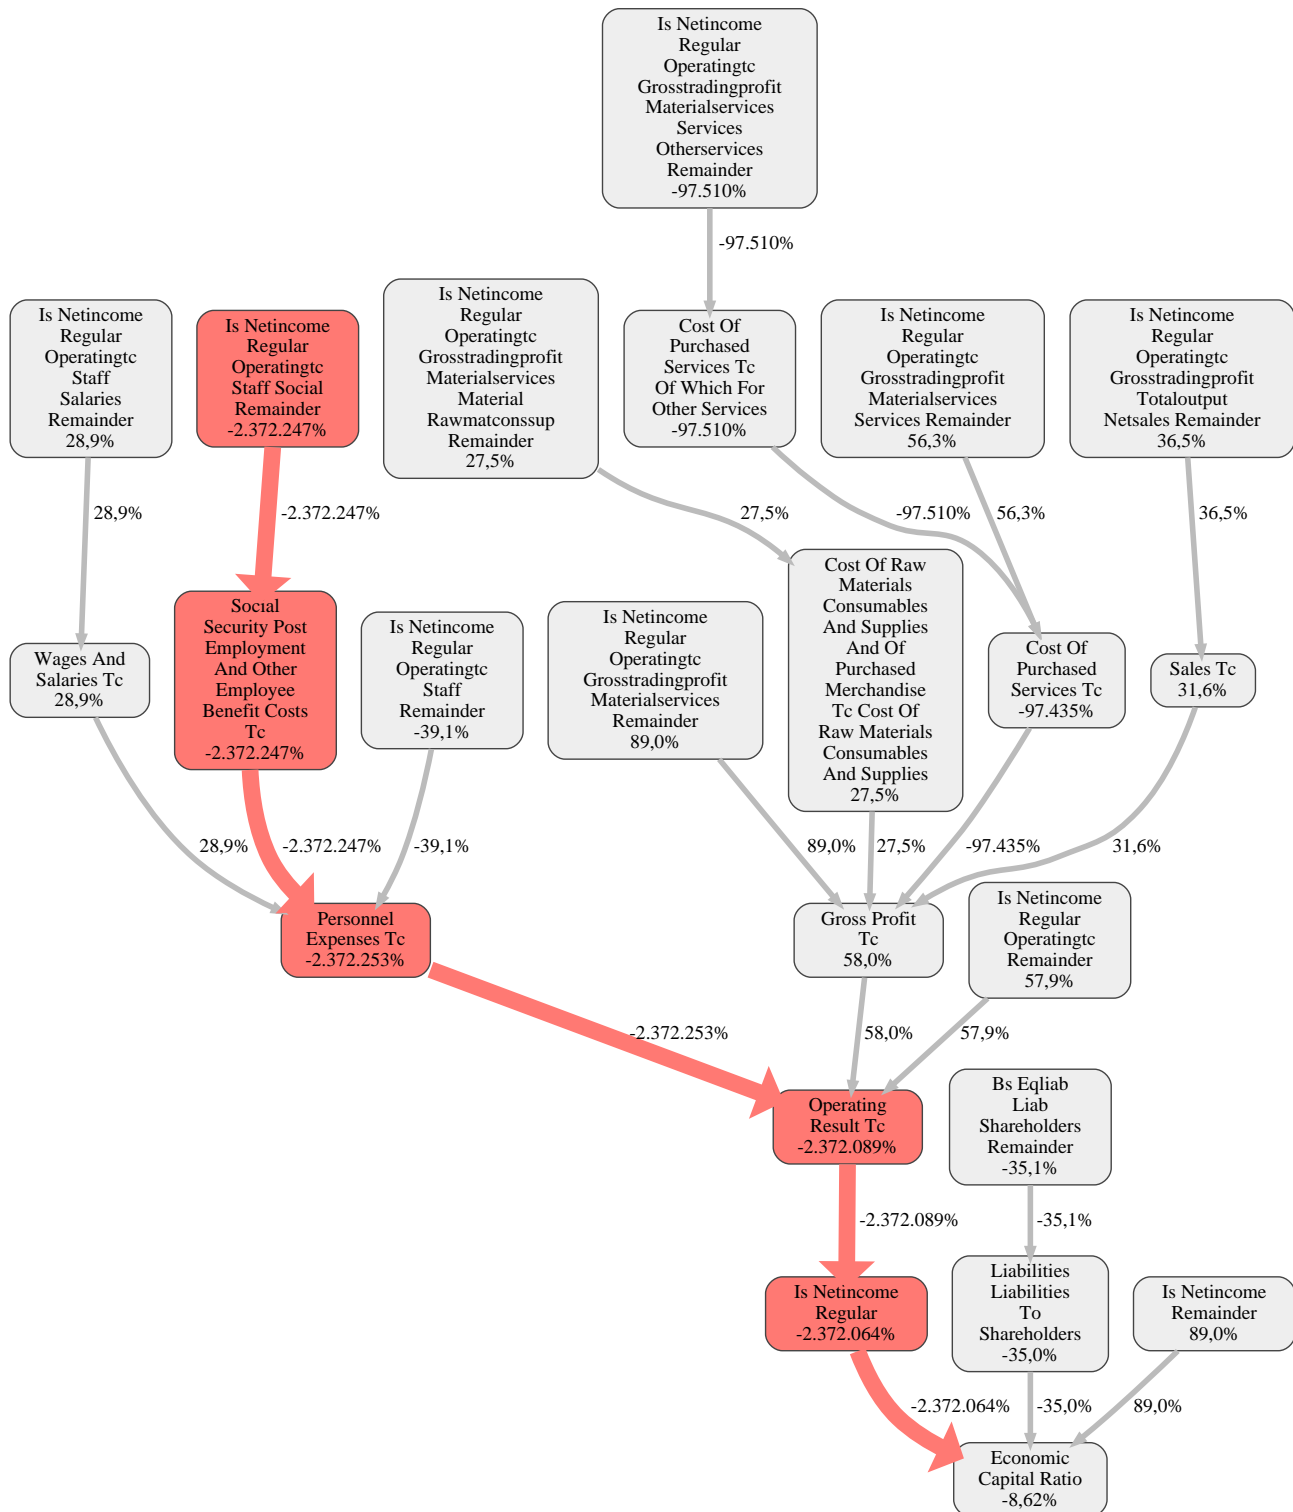 Is Netincome
Regular
Operatingtc
Grosstradingprofit
Materialservices
Services
Otherservices
Remainder
-97.510%
-97.510%
Is Netincome
Regular
Operatingtc
Staff
Salaries
Remainder
28,9%
Is Netincome
Regular
Operatingtc
Staff Social
Remainder
-2.372.247%
Is Netincome
Regular
Operatingtc
Grosstradingprofit
Materialservices
Material
Rawmatconssup
Remainder
27,5%
Cost Of
Purchased
Services Tc
Of Which For
Other Services
-97.510%
Is Netincome
Regular
Operatingtc
Grosstradingprofit
Materialservices
Services Remainder
56,3%
Is Netincome
Regular
Operatingtc
Grosstradingprofit
Totaloutput
Netsales Remainder
36,5%
28,9%
-2.372.247%
27,5%
-97.510%
56,3%
36,5%
Wages And
Salaries Tc
28,9%
Social
Security Post
Employment
And Other
Employee
Benefit Costs
Tc
-2.372.247%
Is Netincome
Regular
Operatingtc
Staff
Remainder
-39,1%
Is Netincome
Regular
Operatingtc
Grosstradingprofit
Materialservices
Remainder
89,0%
Cost Of Raw
Materials
Consumables
And Supplies
And Of
Purchased
Merchandise
Tc Cost Of
Raw Materials
Consumables
And Supplies
27,5%
Cost Of
Purchased
Services Tc
-97.435%
Sales Tc
31,6%
28,9%
-2.372.247%
-39,1%
89,0%
27,5%
-97.435%
31,6%
Personnel
Expenses Tc
-2.372.253%
Gross Profit
Tc
58,0%
Is Netincome
Regular
Operatingtc
Remainder
57,9%
-2.372.253%
58,0%
57,9%
Operating
Result Tc
-2.372.089%
Bs Eqliab
Liab
Shareholders
Remainder
-35,1%
-2.372.089%
-35,1%
Is Netincome
Regular
-2.372.064%
Liabilities
Liabilities
To
Shareholders
-35,0%
Is Netincome
Remainder
89,0%
-2.372.064%
-35,0%
89,0%
Economic
Capital Ratio
-8,62%